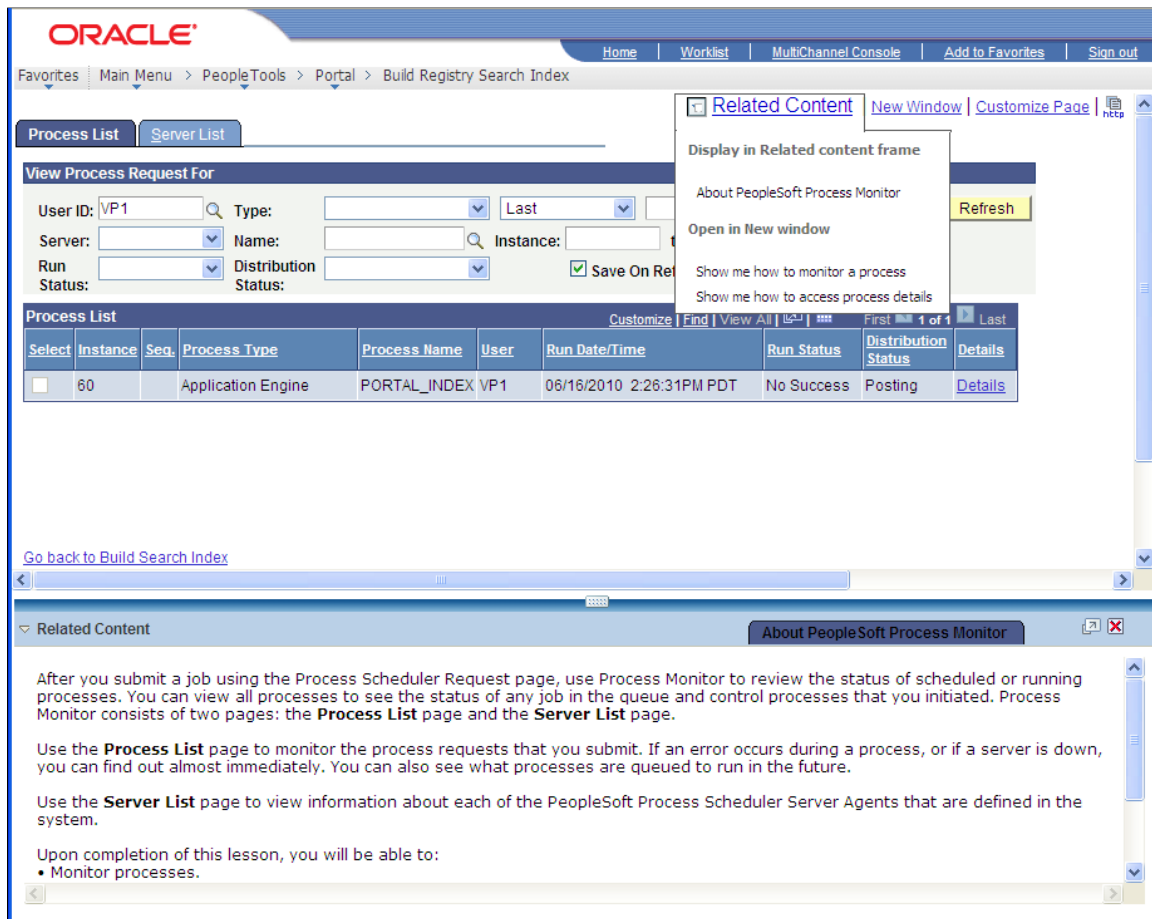 ORACLE
Home | Worklist | MultiChannel Console | Add to Favorites | Sign out
Favorites Main Menu > PeopleTools > Portal > Build Registry Search Index
Related Content New Window | Customize Page | http
Process List Server List
Display in Related content frame
About PeopleSoft Process Monitor
Open in New window
Show me how to monitor a process
Show me how to access process details
View Process Request For
User ID: VP1 Type: Last Refresh
Server: Name: Instance:
Run Status: Distribution Status: Save On
Process List Customize | Find | View All | First 1 of 1 Last
Select Instance Seq. Process Type Process Name User Run Date/Time Run Status Distribution Status Details
60 Application Engine PORTAL_INDEX VP1 06/16/2010 2:26:31PM PDT No Success Posting Details
Go back to Build Search Index
Related Content About PeopleSoft Process Monitor
After you submit a job using the Process Scheduler Request page, use Process Monitor to review the status of scheduled or running
processes. You can view all processes to see the status of any job in the queue and control processes that you initiated. Process
Monitor consists of two pages: the Process List page and the Server List page.
Use the Process List page to monitor the process requests that you submit. If an error occurs during a process, or if a server is down,
you can find out almost immediately. You can also see what processes are queued to run in the future.
Use the Server List page to view information about each of the PeopleSoft Process Scheduler Server Agents that are defined in the
system.
Upon completion of this lesson, you will be able to:
• Monitor processes.